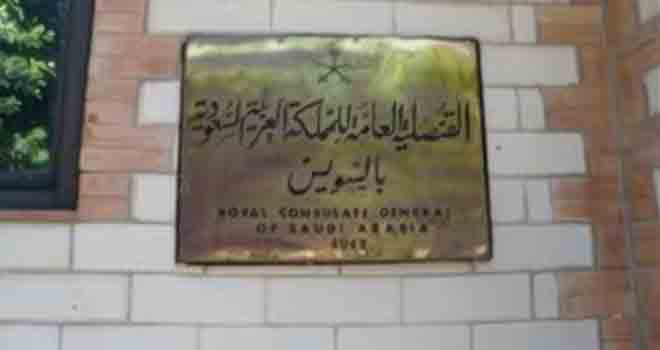 القنصلية العامة للمملكة العربية السعودية
بالسويس
ROYAL CONSULATE GENERAL
OF SAUDI ARABIA
SUEZ